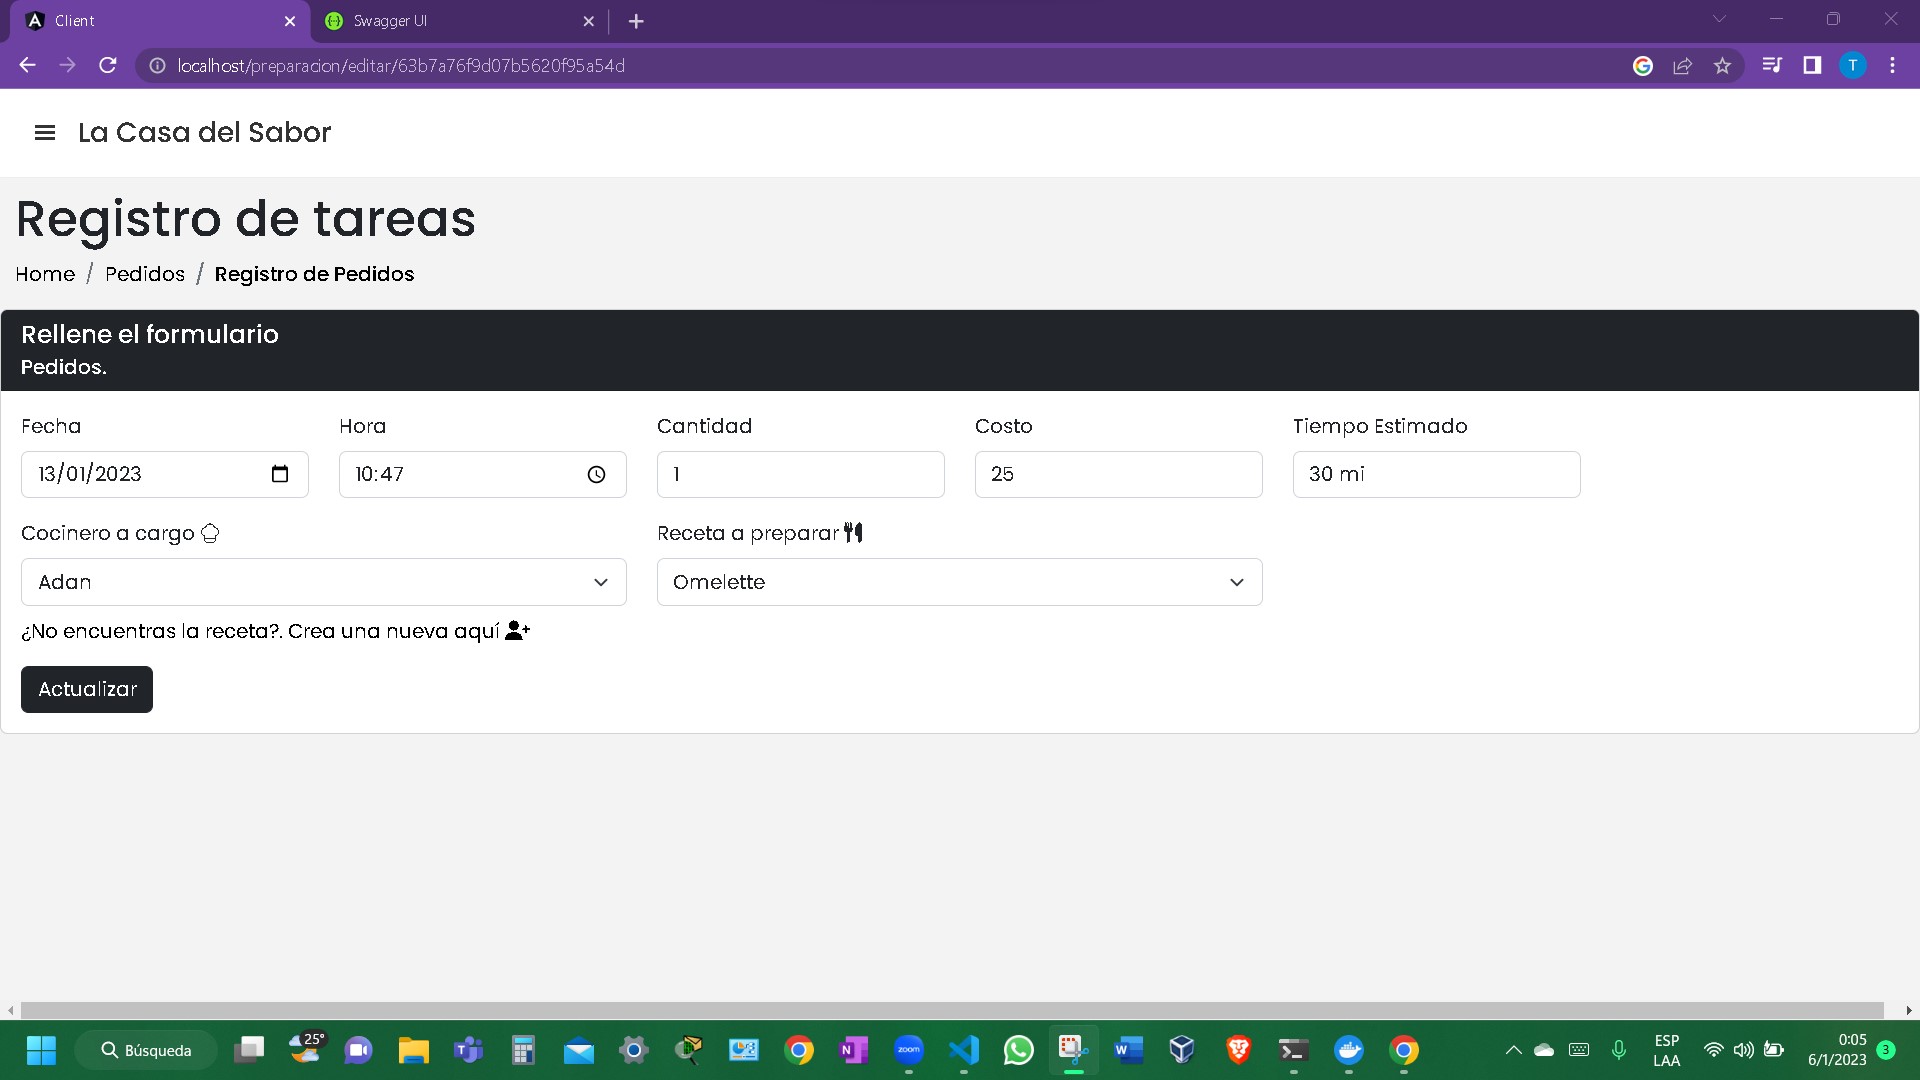 Client
Swagger UI
localhost/preparacion/editar/63b7a76f9d07b5620f95a54d
T
La Casa del Sabor
Registro de tareas
Home / Pedidos / Registro de Pedidos
Rellene el formulario
Pedidos.
Fecha Hora Cantidad Costo Tiempo Estimado
13/01/2023 10:47 1 25 30 mi
Cocinero a cargo Receta a preparar
Adan Omelette
¿No encuentras la receta?. Crea una nueva aquí
Actualizar
Búsqueda
25°
zoom
ESP
LAA
0:05
6/1/2023
3